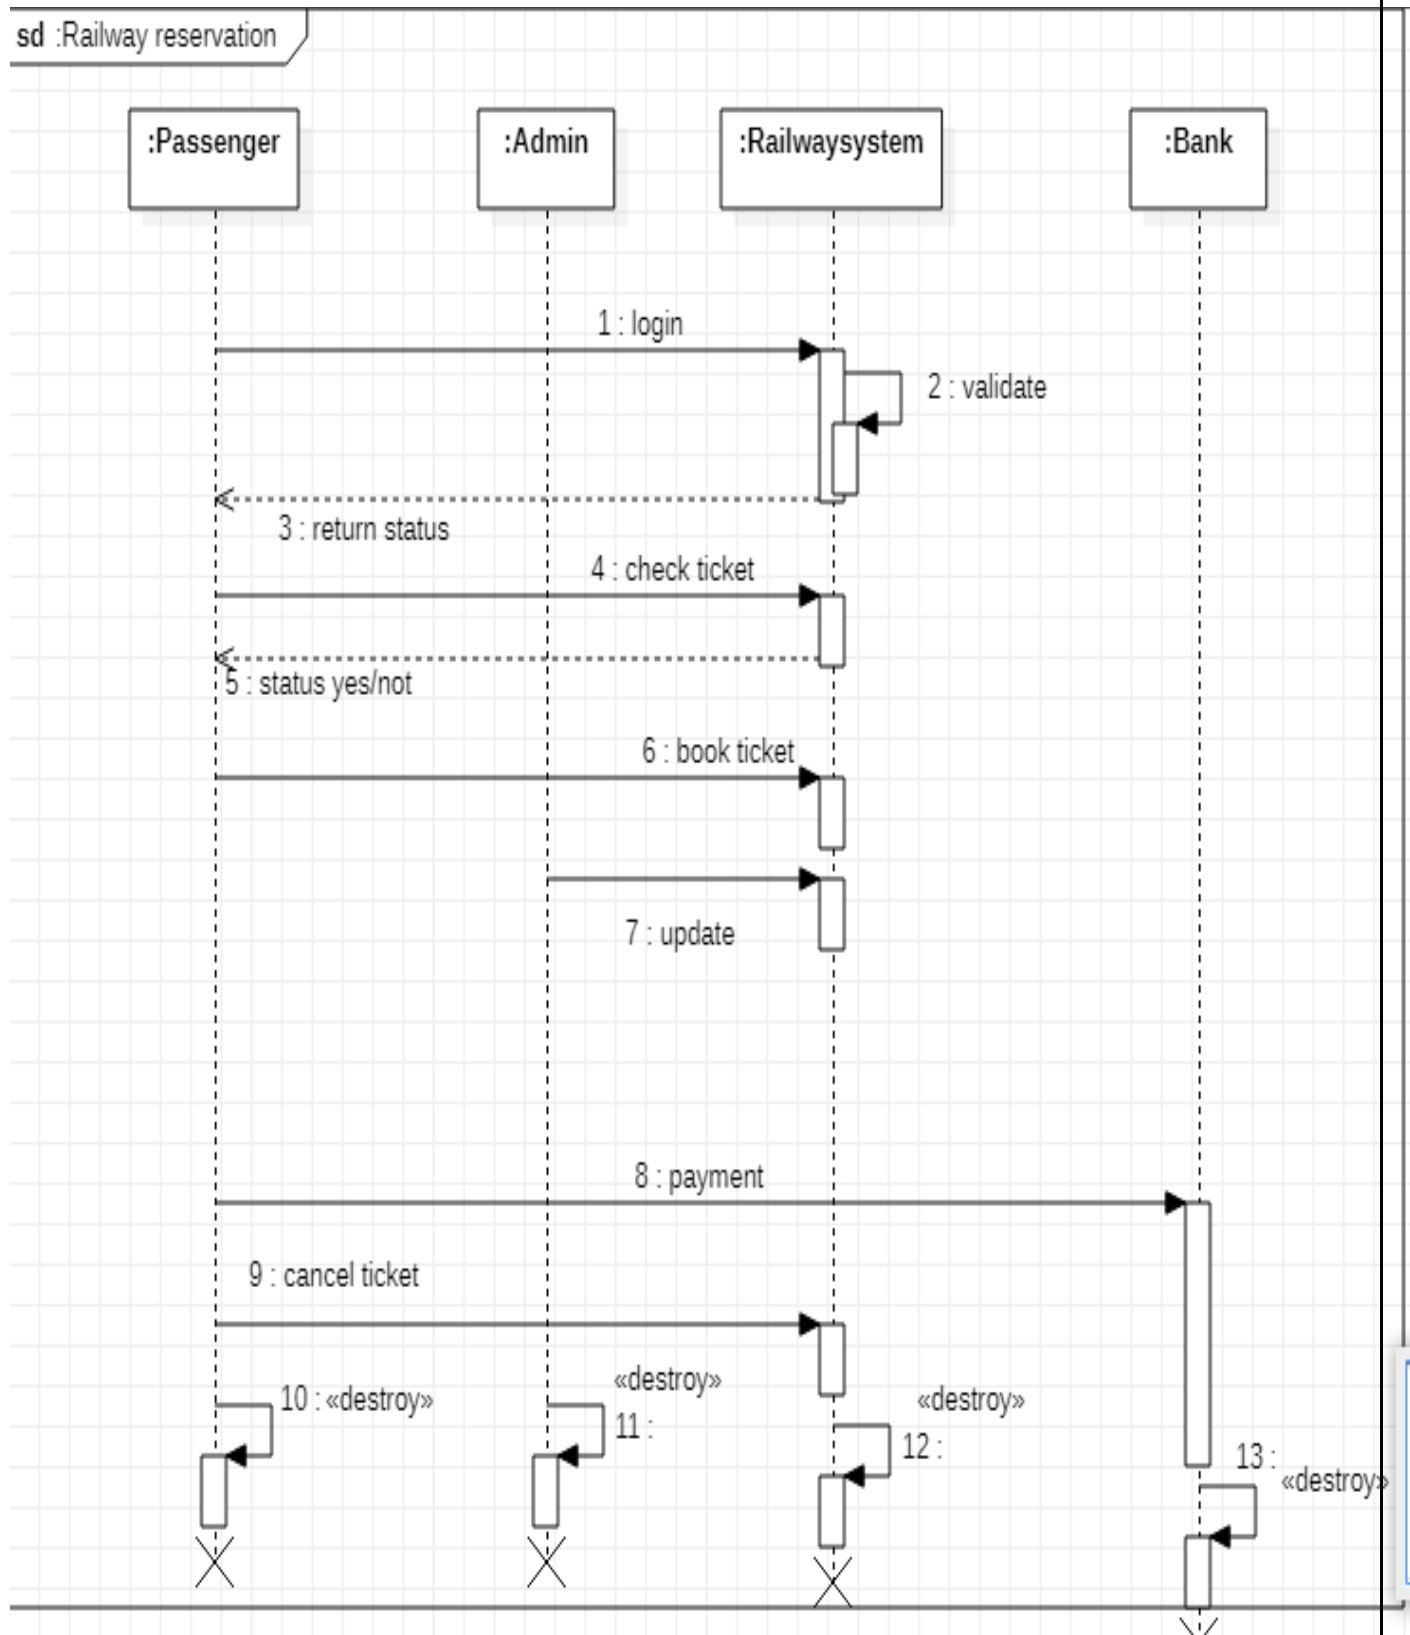 sd :Railway reservation
:Passenger
:Admin
:Railwaysystem
:Bank
1 : login
2 : validate
3 : return status
4 : check ticket
5 : status yes/not
6 : book ticket
7 : update
8 : payment
9 : cancel ticket
10 : «destroy»
«destroy»
11 :
«destroy»
12 :
13 :
«destroy»